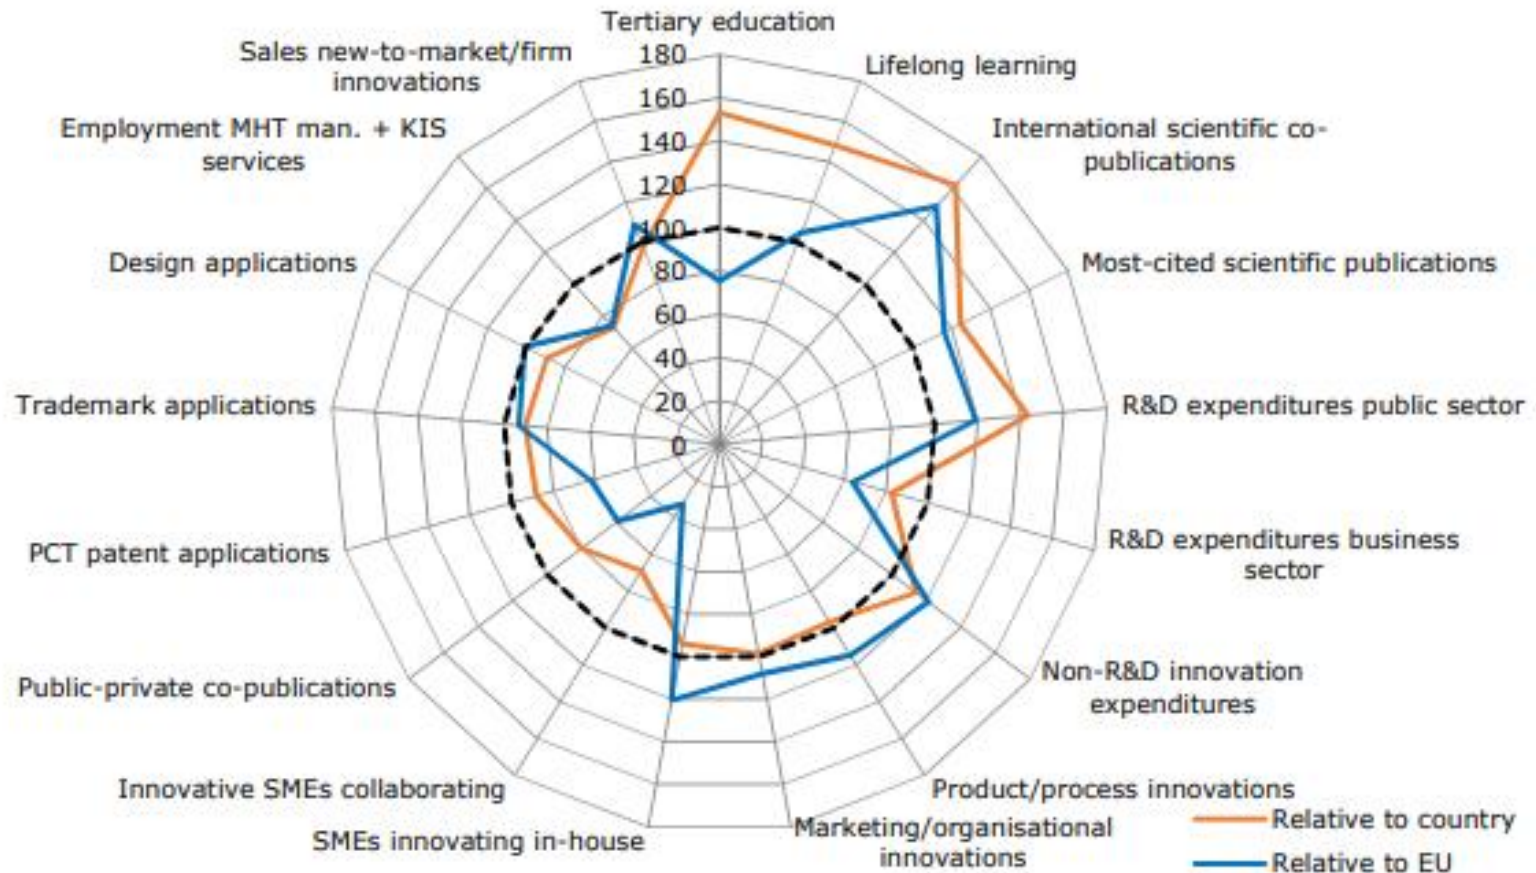 Tertiary education
Sales new-to-market/firm
innovations
Lifelong learning
Employment MHT man. + KIS
services
International scientific co-
publications
Design applications
Most-cited scientific publications
Trademark applications
R&D expenditures public sector
PCT patent applications
R&D expenditures business
sector
Public-private co-publications
Non-R&D innovation
expenditures
Innovative SMEs collaborating
Product/process innovations
SMEs innovating in-house
Marketing/organisational
innovations
180
160
140
120
100
80
60
40
20
0
Relative to country
Relative to EU